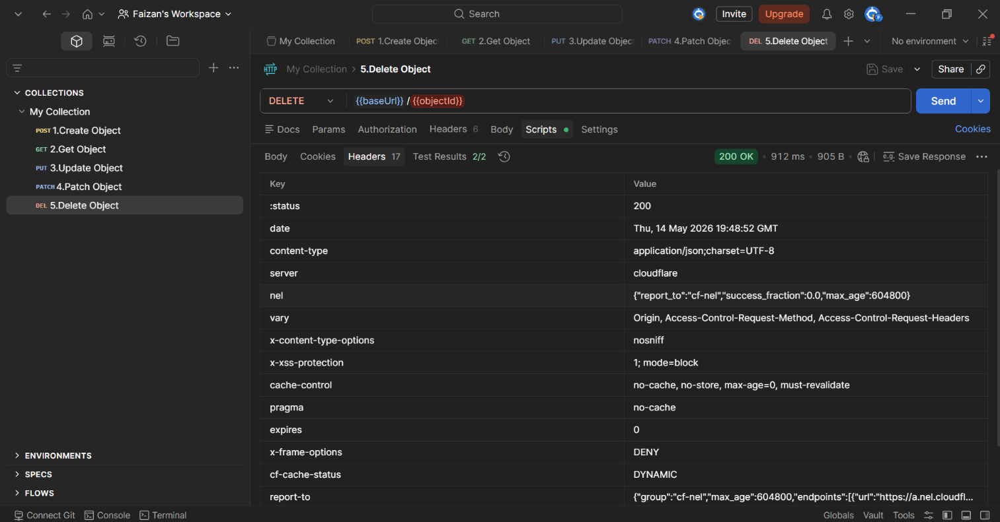 Faizan's Workspace
Search
Invite
Upgrade
My Collection
POST 1.Create Objec
GET 2.Get Object
PUT 3.Update Objec
PATCH 4.Patch Objec
DEL 5.Delete Object
No environment
HTTP
My Collection > 5.Delete Object
Save
Share
COLLECTIONS
My Collection
POST 1.Create Object
GET 2.Get Object
PUT 3.Update Object
PATCH 4.Patch Object
DEL 5.Delete Object
ENVIRONMENTS
SPECS
FLOWS
DELETE
{{baseUrl}} /{{objectId}}
Send
Docs
Params
Authorization
Headers 6
Body
Scripts
Settings
Cookies
Body
Cookies
Headers 17
Test Results 2/2
200 OK • 912 ms • 905 B
e.g. Save Response
Key Value
:status 200
date Thu, 14 May 2026 19:48:52 GMT
content-type application/json;charset=UTF-8
server cloudflare
nel {"report_to":"cf-nel","success_fraction":0.0,"max_age":604800}
vary Origin, Access-Control-Request-Method, Access-Control-Request-Headers
x-content-type-options nosniff
x-xss-protection 1; mode=block
cache-control no-cache, no-store, max-age=0, must-revalidate
pragma no-cache
expires 0
x-frame-options DENY
cf-cache-status DYNAMIC
report-to {"group":"cf-nel","max_age":604800,"endpoints":[{"url":"https://a.nel.cloudfl...
Connect Git
Console
Terminal
Globals
Vault
Tools